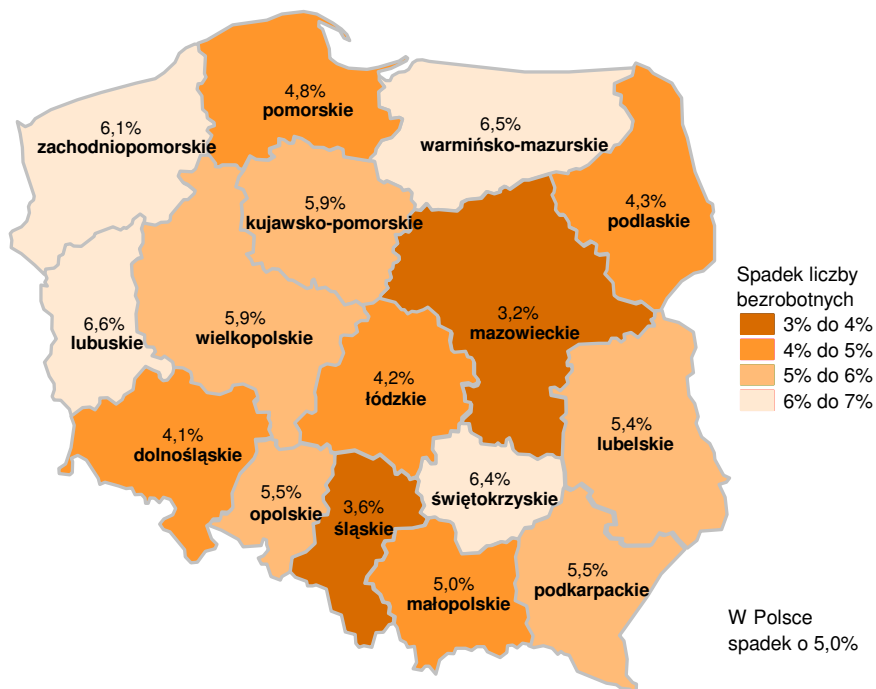 4,8%
pomorskie
6,1%
zachodniopomorskie
6,5%
warmińsko-mazurskie
4,3%
podlaskie
5,9%
kujawsko-pomorskie
6,6%
lubuskie
5,9%
wielkopolskie
3,2%
mazowieckie
4,2%
łódzkie
4,1%
dolnośląskie
5,4%
lubelskie
5,5%
opolskie
3,6%
śląskie
6,4%
świętokrzyskie
5,0%
małopolskie
5,5%
podkarpackie
Spadek liczby
bezrobotnych
3% do 4%
4% do 5%
5% do 6%
6% do 7%
W Polsce
spadek o 5,0%